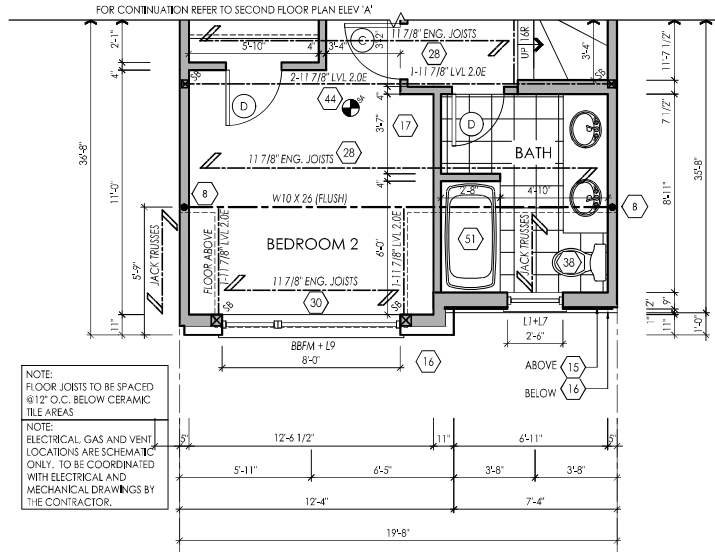 FOR CONTINUATION REFER TO SECOND FLOOR PLAN ELEV 'A'
2'-1"
4"
36'-8"
11'-0"
5'-9"
11"
5'-10"
4"
3'-4"
3'-2"
C
28
11 7/8" ENG. JOISTS
UP 16R
3'-4"
11'-7 1/2"
SB
2-11 7/8" LVL 2.0E
1-11 7/8" LVL 2.0E
SB
D
44
SA
4"
3'-7"
17
D
BATH
7 1/2"
35'-8"
11 7/8" ENG. JOISTS
28
4"
2'-8"
4'-10"
8'-11"
8
W10 X 26 (FLUSH)
8
JACK TRUSSES
FLOOR ABOVE
1-11 7/8" LVL 2.0E
BEDROOM 2
6'-0"
1-11 7/8" LVL 2.0E
51
JACK TRUSSES
38
11 7/8" ENG. JOISTS
SB
30
SB
2"
9"
1"
11"
1'-0"
BBFM + L9
8'-0"
16
L1+L7
2'-6"
ABOVE 15
BELOW 16
NOTE:
FLOOR JOISTS TO BE SPACED
@12" O.C. BELOW CERAMIC
TILE AREAS
NOTE:
ELECTRICAL, GAS AND VENT
LOCATIONS ARE SCHEMATIC
ONLY. TO BE COORDINATED
WITH ELECTRICAL AND
MECHANICAL DRAWINGS BY
THE CONTRACTOR.
5"
12'-6 1/2"
11"
6'-11"
5"
5'-11"
6'-5"
3'-8"
3'-8"
12'-4"
7'-4"
19'-8"